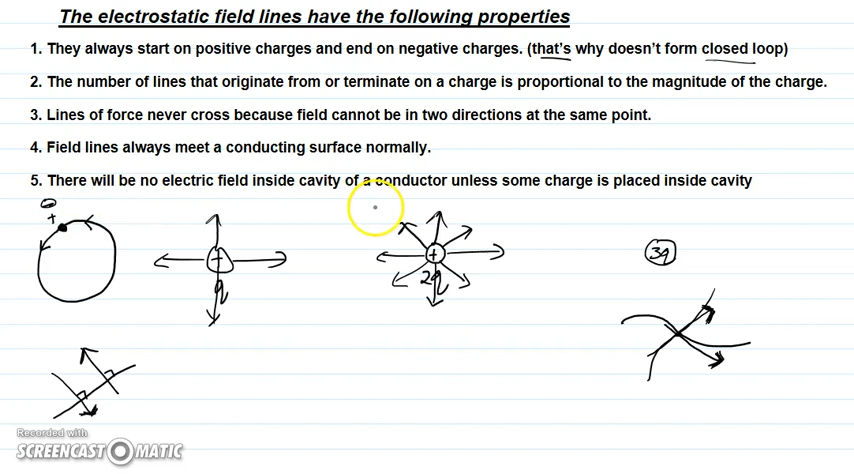 The electrostatic field lines have the following properties
1. They always start on positive charges and end on negative charges. (that's why doesn't form closed loop)
2. The number of lines that originate from or terminate on a charge is proportional to the magnitude of the charge.
3. Lines of force never cross because field cannot be in two directions at the same point.
4. Field lines always meet a conducting surface normally.
5. There will be no electric field inside cavity of a conductor unless some charge is placed inside cavity
+
+
+
q
2q
3q
Recorded with
SCREENCAST O MATIC